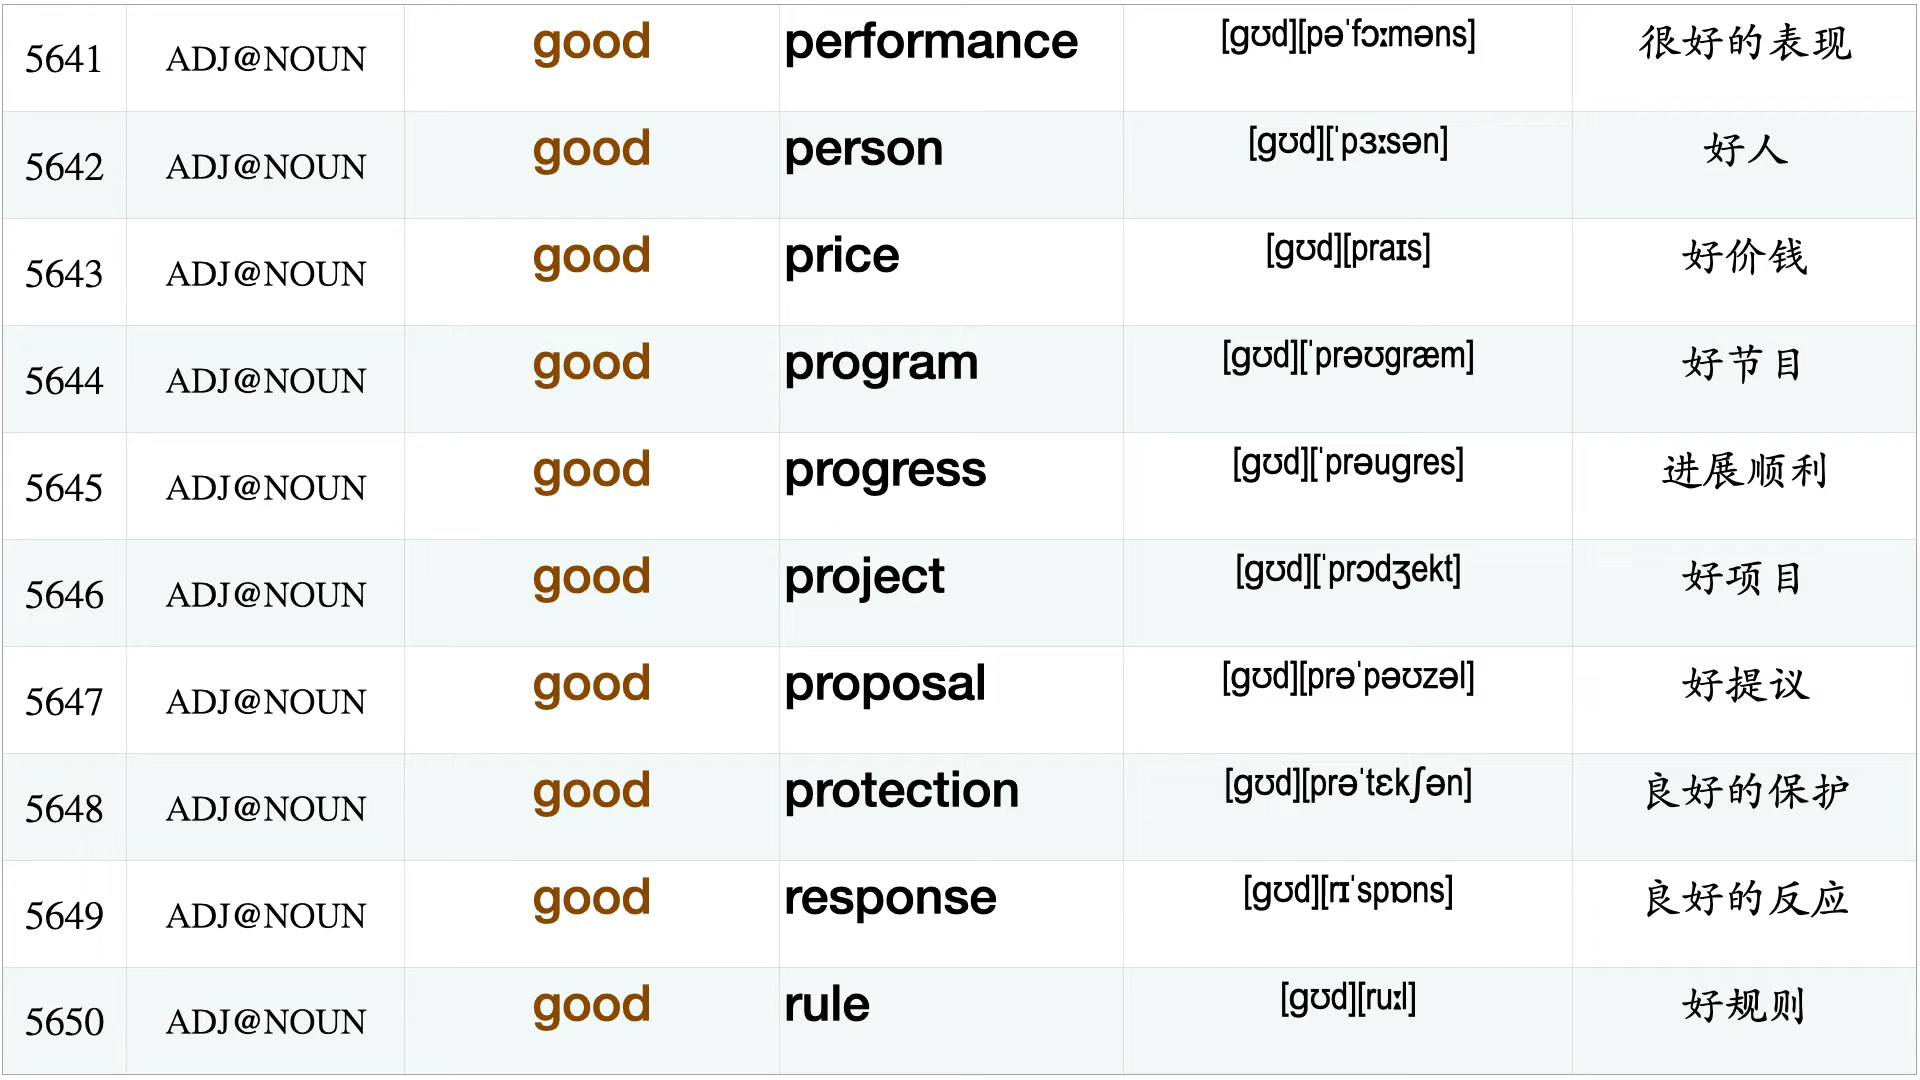 5641 ADJ@NOUN good performance [gʊd][pəˈfɔːməns] 很好的表现
5642 ADJ@NOUN good person [gʊd][ˈpɜːsən] 好人
5643 ADJ@NOUN good price [gʊd][praɪs] 好价钱
5644 ADJ@NOUN good program [gʊd][ˈprəʊgræm] 好节目
5645 ADJ@NOUN good progress [gʊd][ˈprəugres] 进展顺利
5646 ADJ@NOUN good project [gʊd][ˈprɔdʒekt] 好项目
5647 ADJ@NOUN good proposal [gʊd][prəˈpəʊzəl] 好提议
5648 ADJ@NOUN good protection [gʊd][prəˈtɛkʃən] 良好的保护
5649 ADJ@NOUN good response [gʊd][rɪˈspɒns] 良好的反应
5650 ADJ@NOUN good rule [gʊd][ruːl] 好规则